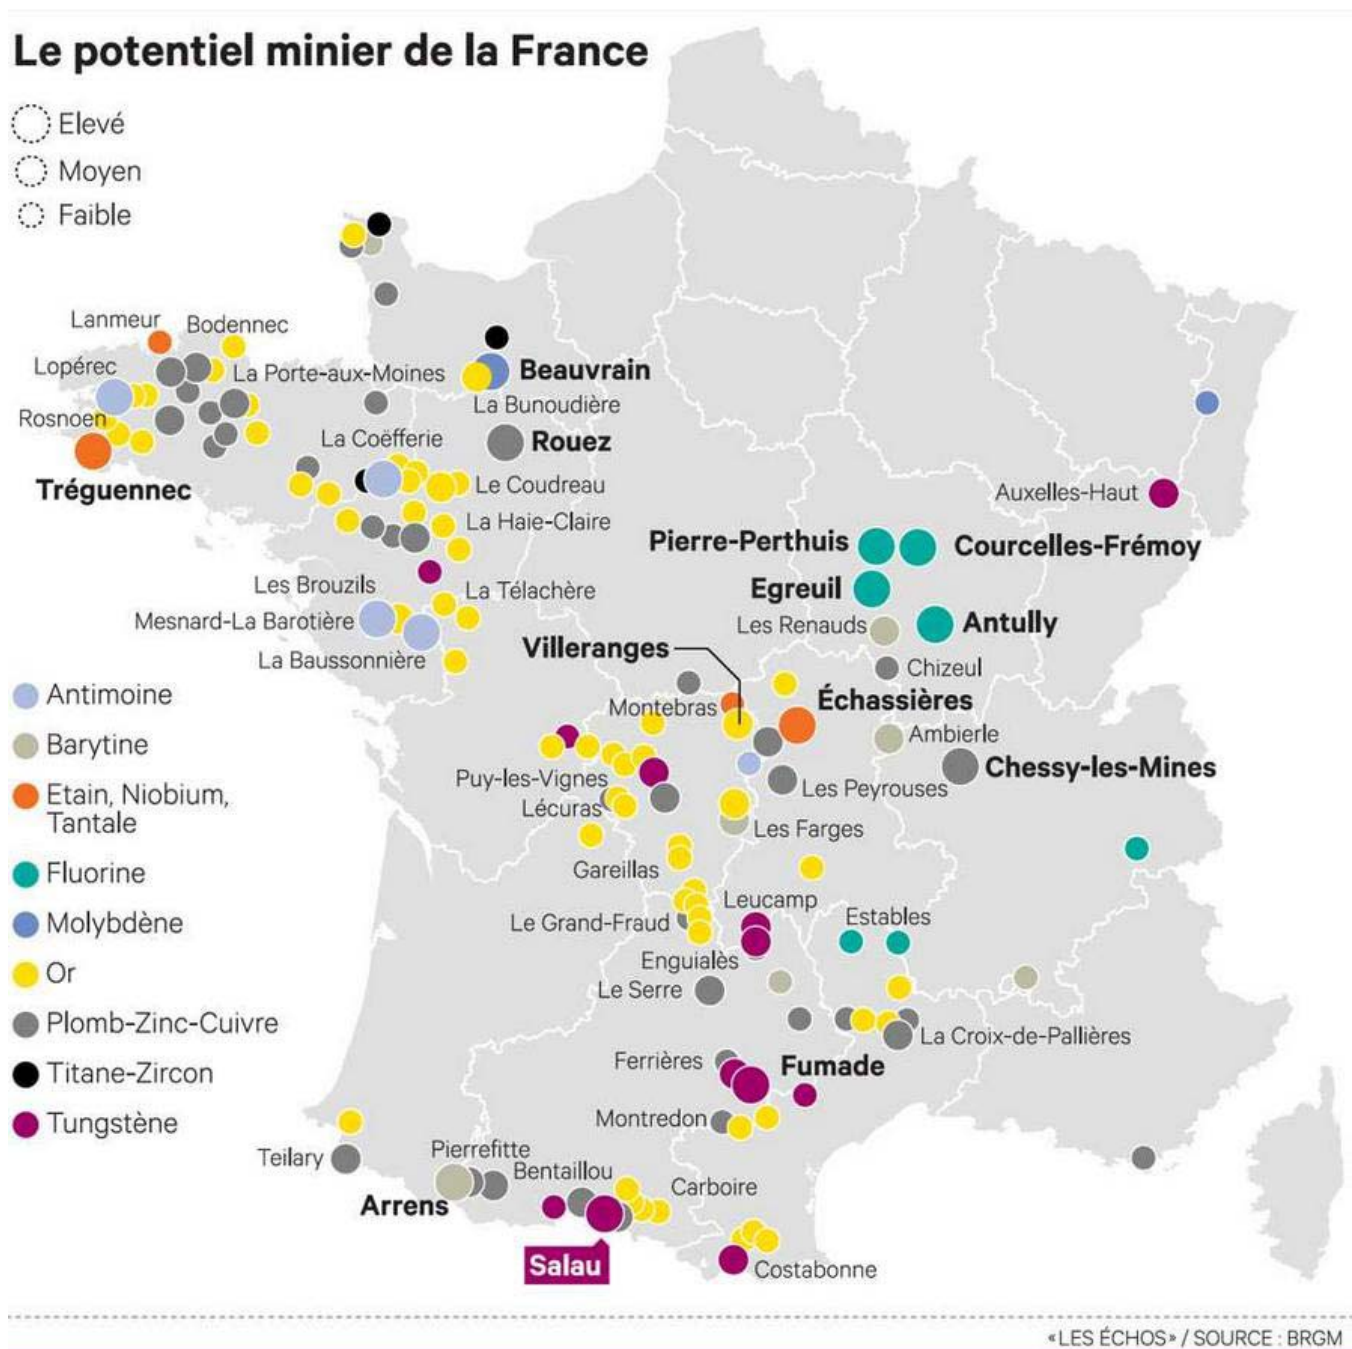 Le potentiel minier de la France
Elevé
Moyen
Faible
Lanmeur
Bodennec
Lopérec
La Porte-aux-Moines
Beauvrain
La Bunoudière
Rosnoen
La Coëfferie
Rouez
Tréguennec
Le Coudreau
Auxelles-Haut
La Haie-Claire
Pierre-Perthuis
Courcelles-Frémoy
Les Brouzils
La Télachère
Egreuil
Mesnard-La Barotière
Les Renauds
Antully
Villeranges
La Baussonnière
Chizeul
Antimoine
Montebras
Échassières
Barytine
Ambierle
Puy-les-Vignes
Chessy-les-Mines
Etain, Niobium,
Tantale
Lécuras
Les Peyrouses
Les Farges
Fluorine
Gareillas
Molybdène
Leucamp
Le Grand-Fraud
Estables
Or
Enguialès
Le Serre
Plomb-Zinc-Cuivre
La Croix-de-Pallières
Titane-Zircon
Ferrières
Fumade
Tungstène
Montredon
Teilary
Pierrefitte
Bentaillou
Carboire
Arrens
Salau
Costabonne
«LES ÉCHOS» / SOURCE : BRGM